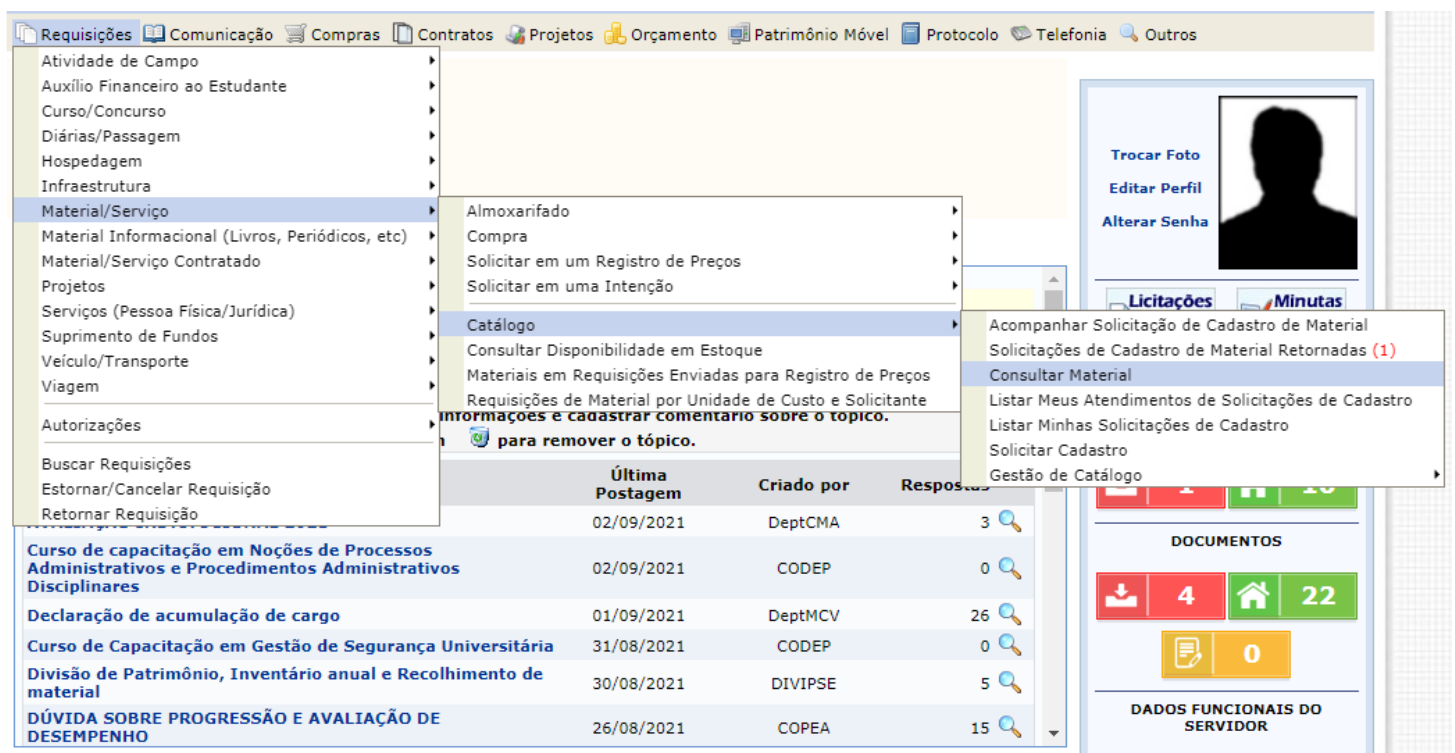 Requisições Comunicação Compras Contratos Projetos Orçamento Patrimônio Móvel Protocolo Telefonia Outros
Atividade de Campo
Auxílio Financeiro ao Estudante
Curso/Concurso
Diárias/Passagem
Hospedagem
Infraestrutura
Material/Serviço
Material Informacional (Livros, Periódicos, etc)
Material/Serviço Contratado
Projetos
Serviços (Pessoa Física/Jurídica)
Suprimento de Fundos
Veículo/Transporte
Viagem
Autorizações
Buscar Requisições
Estornar/Cancelar Requisição
Retornar Requisição
Almoxarifado
Compra
Solicitar em um Registro de Preços
Solicitar em uma Intenção
Catálogo
Consultar Disponibilidade em Estoque
Materiais em Requisições Enviadas para Registro de Preços
Requisições de Material por Unidade de Custo e Solicitante
Acompanhar Solicitação de Cadastro de Material
Solicitações de Cadastro de Material Retornadas (1)
Consultar Material
Listar Meus Atendimentos de Solicitações de Cadastro
Listar Minhas Solicitações de Cadastro
Solicitar Cadastro
Gestão de Catálogo
informações e cadastrar comentário sobre o tópico.
para remover o tópico.
Última
Postagem
Criado por
02/09/2021 DeptCMA 3
Curso de capacitação em Noções de Processos
Administrativos e Procedimentos Administrativos
Disciplinares
02/09/2021 CODEP 0
Declaração de acumulação de cargo 01/09/2021 DeptMCV 26
Curso de Capacitação em Gestão de Segurança Universitária 31/08/2021 CODEP 0
Divisão de Patrimônio, Inventário anual e Recolhimento de
material
30/08/2021 DIVIPSE 5
DÚVIDA SOBRE PROGRESSÃO E AVALIAÇÃO DE
DESEMPENHO
26/08/2021 COPEA 15
Trocar Foto
Editar Perfil
Alterar Senha
Licitações Minutas
DOCUMENTOS
4 22
0
DADOS FUNCIONAIS DO
SERVIDOR